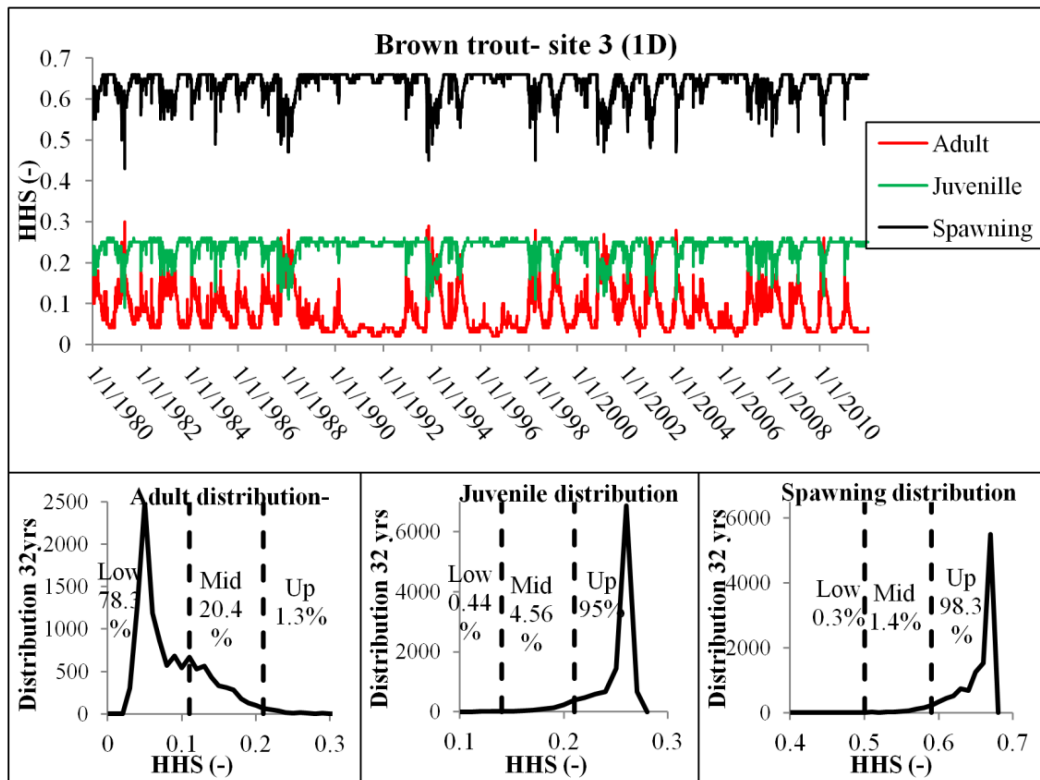 Brown trout- site 3 (1D)
0.7
0.6
0.5
0.4
0.3
0.2
0.1
0
HHS (-)
1/1/1980
1/1/1982
1/1/1984
1/1/1986
1/1/1988
1/1/1990
1/1/1992
1/1/1994
1/1/1996
1/1/1998
1/1/2000
1/1/2002
1/1/2004
1/1/2006
1/1/2008
1/1/2010
Adult
Juvenille
Spawning
Adult distribution-
Distribution 32yrs
2500
2000
1500
1000
500
0
Low
78.3
%
Mid
20.4
%
Up
1.3%
0
0.1
0.2
0.3
HHS (-)
Juvenile distribution
Distribution 32 yrs
6000
4000
2000
0
Low
0.44
%
Mid
4.56
%
Up
95%
0.1
0.2
0.3
HHS (-)
Spawning distribution
Distribution 32 yrs
6000
4000
2000
0
Low
0.3%
Mid
1.4%
Up
98.3
%
0.4
0.5
0.6
0.7
HHS (-)